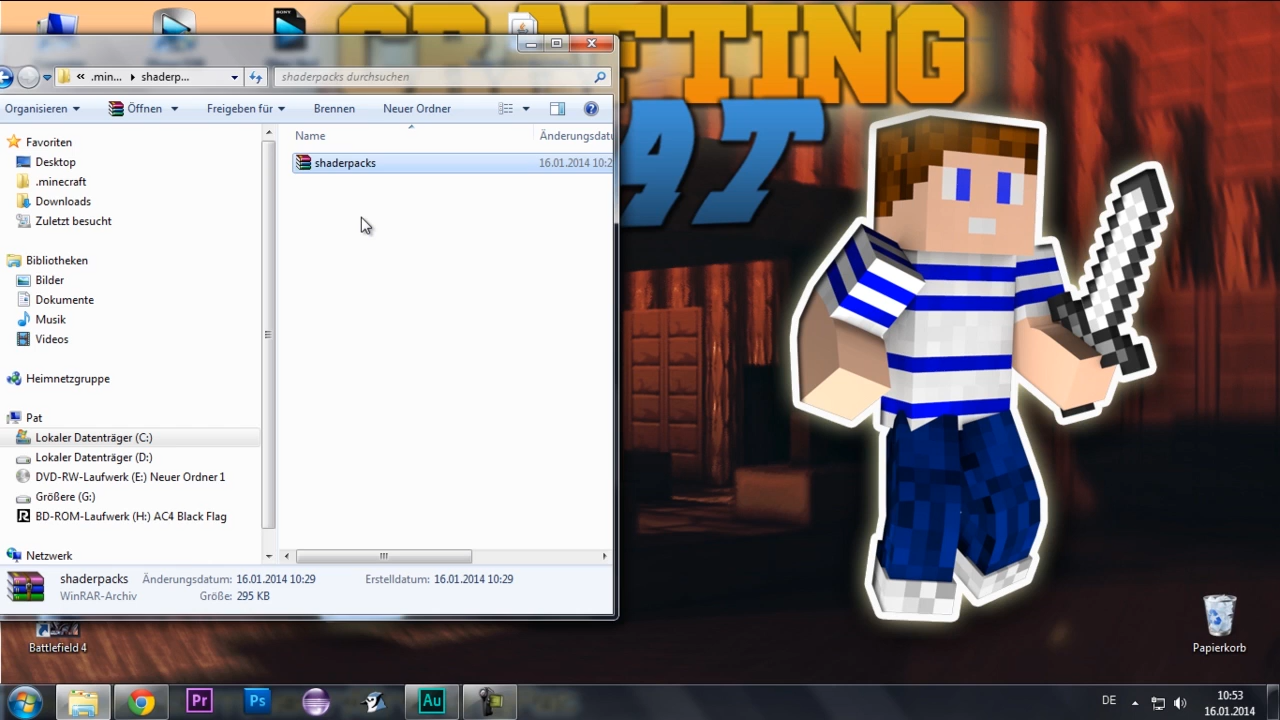 CRAFTING
PAT
« .min... ▸ shaderp...
shaderpacks durchsuchen
Organisieren Öffnen Freigeben für Brennen Neuer Ordner
Name Änderungsdatu
shaderpacks 16.01.2014 10:2
Favoriten
Desktop
.minecraft
Downloads
Zuletzt besucht
Bibliotheken
Bilder
Dokumente
Musik
Videos
Heimnetzgruppe
Pat
Lokaler Datenträger (C:)
Lokaler Datenträger (D:)
DVD-RW-Laufwerk (E:) Neuer Ordner 1
Größere (G:)
BD-ROM-Laufwerk (H:) AC4 Black Flag
Netzwerk
shaderpacks Änderungsdatum: 16.01.2014 10:29 Erstelldatum: 16.01.2014 10:29
WinRAR-Archiv Größe: 295 KB
Battlefield 4
Papierkorb
Pr Ps Au
DE
10:53
16.01.2014